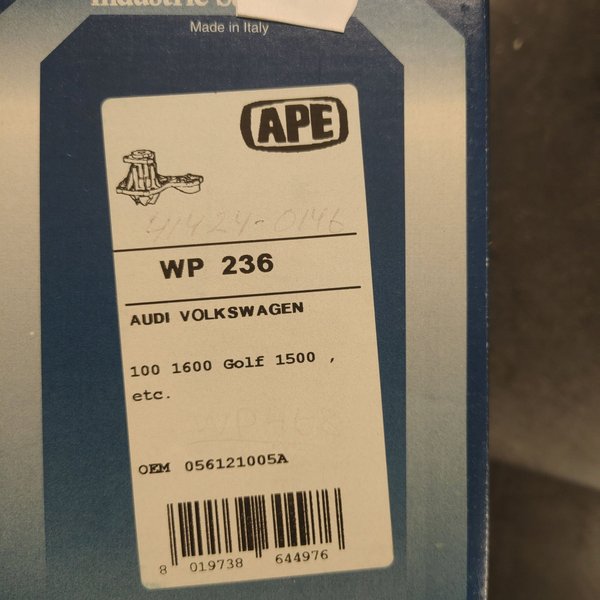 Industrie S
Made in Italy
APE
41424-0146
WP 236
AUDI VOLKSWAGEN
100 1600 Golf 1500 ,
etc.
OEM 056121005A
8 019738 644976